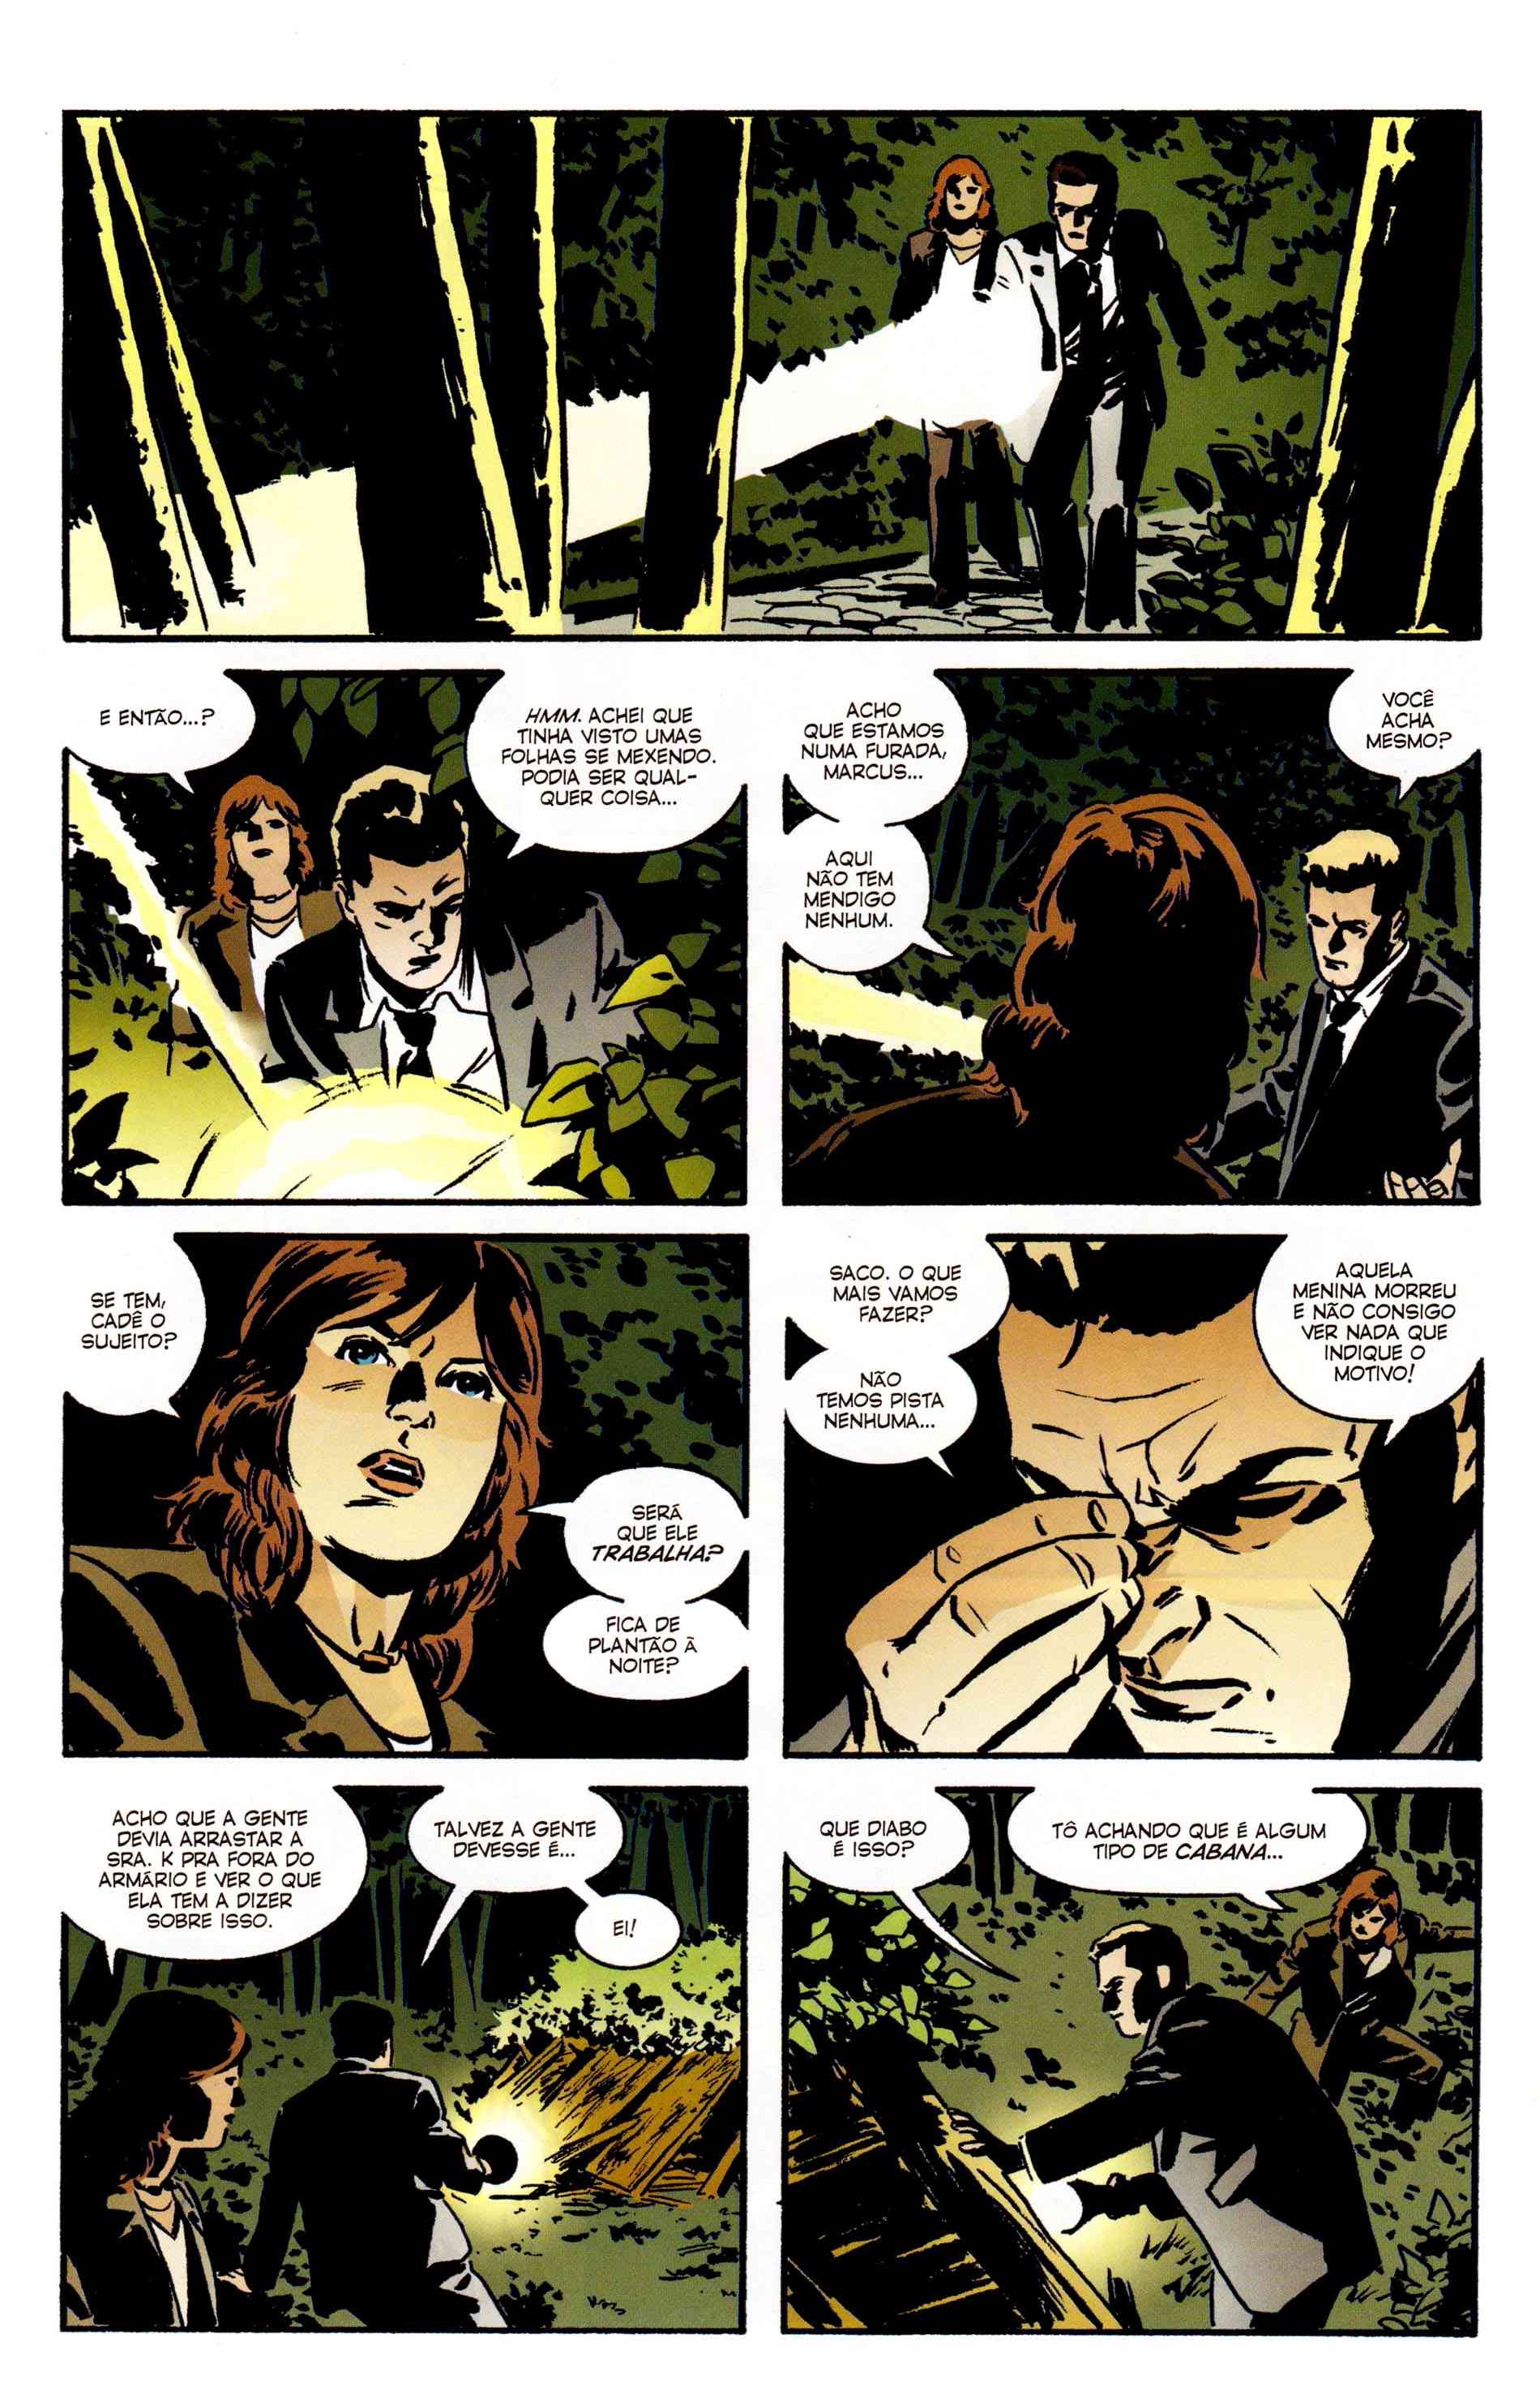 E ENTÃO...?
HMM. ACHEI QUE
TINHA VISTO UMAS
FOLHAS SE MEXENDO.
PODIA SER QUAL-
QUER COISA...
ACHO
QUE ESTAMOS
NUMA FURADA,
MARCUS...
AQUI
NÃO TEM
MENDIGO
NENHUM.
VOCÊ
ACHA
MESMO?
SE TEM,
CADÊ O
SUJEITO?
SERÁ
QUE ELE
TRABALHA?
FICA DE
PLANTÃO À
NOITE?
SACO. O QUE
MAIS VAMOS
FAZER?
NÃO
TEMOS PISTA
NENHUMA...
AQUELA
MENINA MORREU
E NÃO CONSIGO
VER NADA QUE
INDIQUE O
MOTIVO!
ACHO QUE A GENTE
DEVIA ARRASTAR A
SRA. K PRA FORA DO
ARMÁRIO E VER O QUE
ELA TEM A DIZER
SOBRE ISSO.
TALVEZ A GENTE
DEVESSE É...
EI!
QUE DIABO
É ISSO?
TÔ ACHANDO QUE É ALGUM
TIPO DE CABANA...